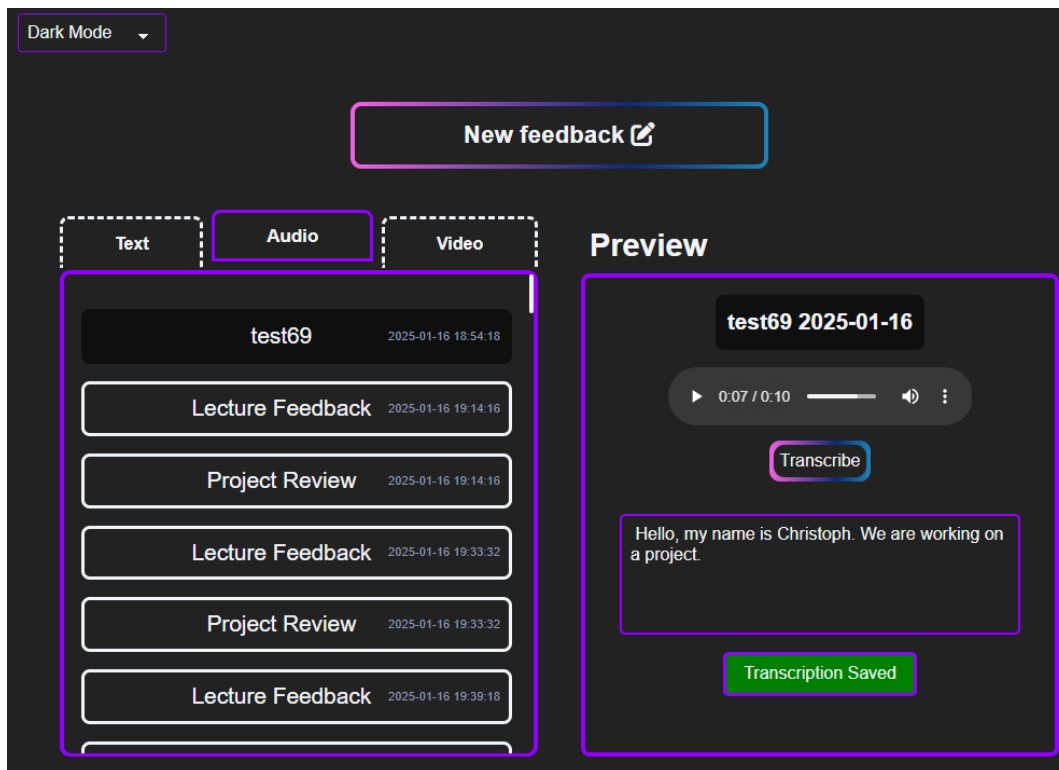 Dark Mode
New feedback
Text
Audio
Video
test69 2025-01-16 18:54:18
Lecture Feedback 2025-01-16 19:14:16
Project Review 2025-01-16 19:14:16
Lecture Feedback 2025-01-16 19:33:32
Project Review 2025-01-16 19:33:32
Lecture Feedback 2025-01-16 19:39:18
Preview
test69 2025-01-16
0:07 / 0:10
Transcribe
Hello, my name is Christoph. We are working on
a project.
Transcription Saved